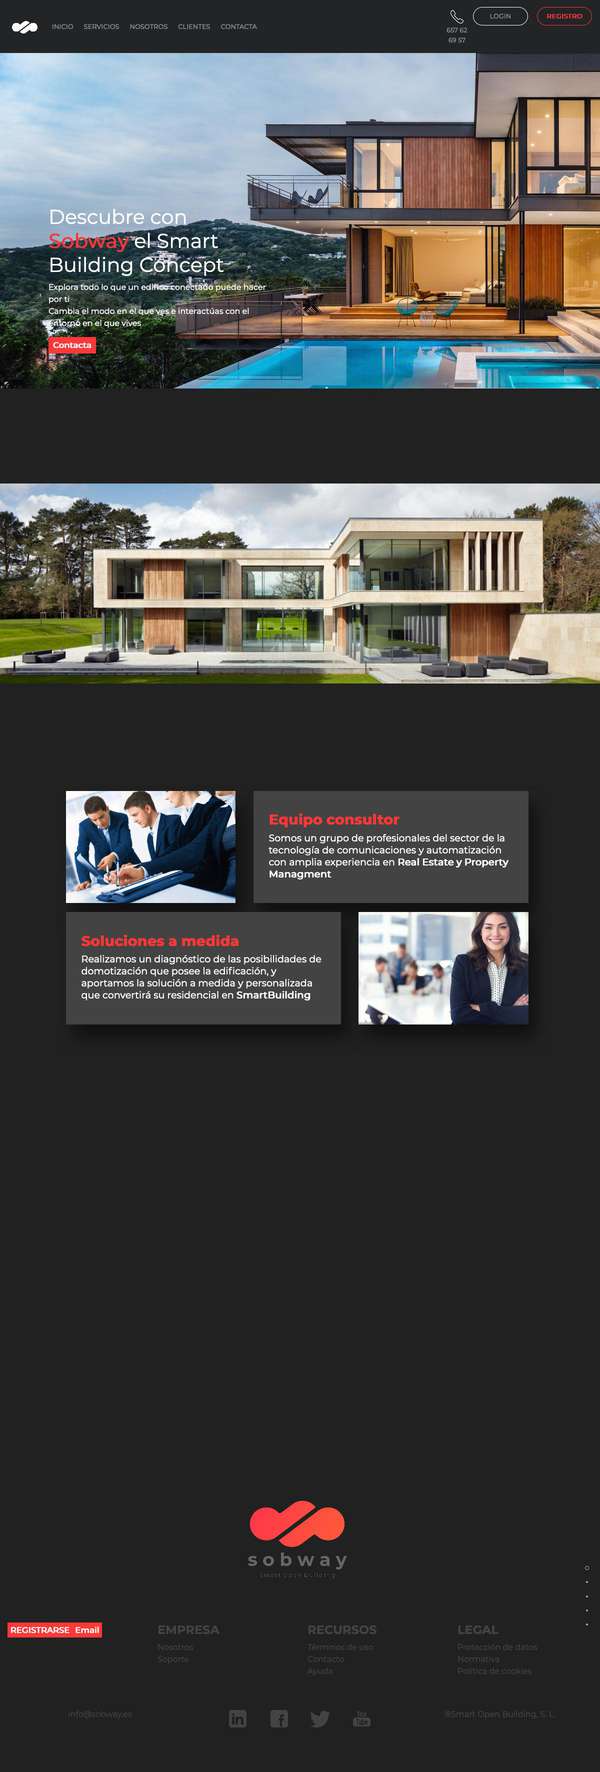 INICIO SERVICIOS NOSOTROS CLIENTES CONTACTA
657 62
69 57
LOGIN
REGISTRO
Descubre con
Sobway el Smart
Building Concept
Explora todo lo que un edificio conectado puede hacer
por ti
Cambia el modo en el que ves e interactúas con el
entorno en el que vives
Contacta
Equipo consultor
Somos un grupo de profesionales del sector de la
tecnología de comunicaciones y automatización
con amplia experiencia en Real Estate y Property
Managment
Soluciones a medida
Realizamos un diagnóstico de las posibilidades de
domotización que posee la edificación, y
aportamos la solución a medida y personalizada
que convertirá su residencial en SmartBuilding
sobway
Smart Open Building
REGISTRARSE Email
EMPRESA
Nosotros
Soporte
RECURSOS
Términos de uso
Contacto
Ayuda
LEGAL
Protección de datos
Normativa
Política de cookies
info@sobway.es
in
f
You
Tube
®Smart Open Building, S. L.